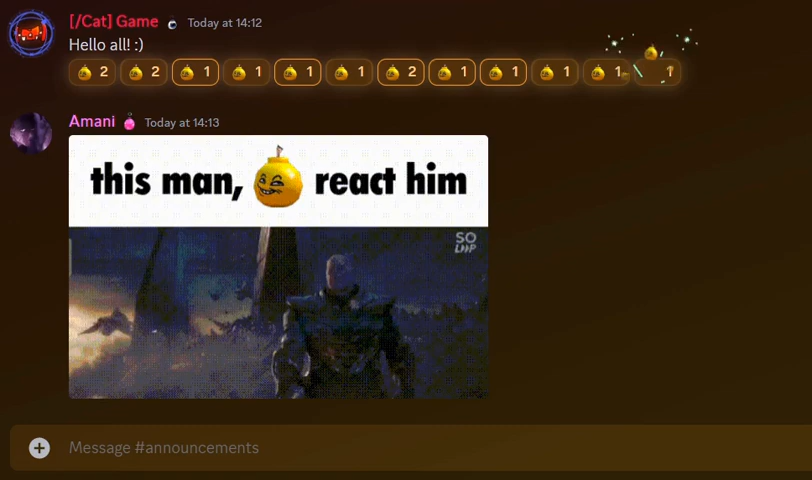 [/Cat] Game Today at 14:12
Hello all! :)
2 2 1 1 1 1 2 1 1 1 1 1
Amani Today at 14:13
this man, react him
SO
LHP
Message #announcements